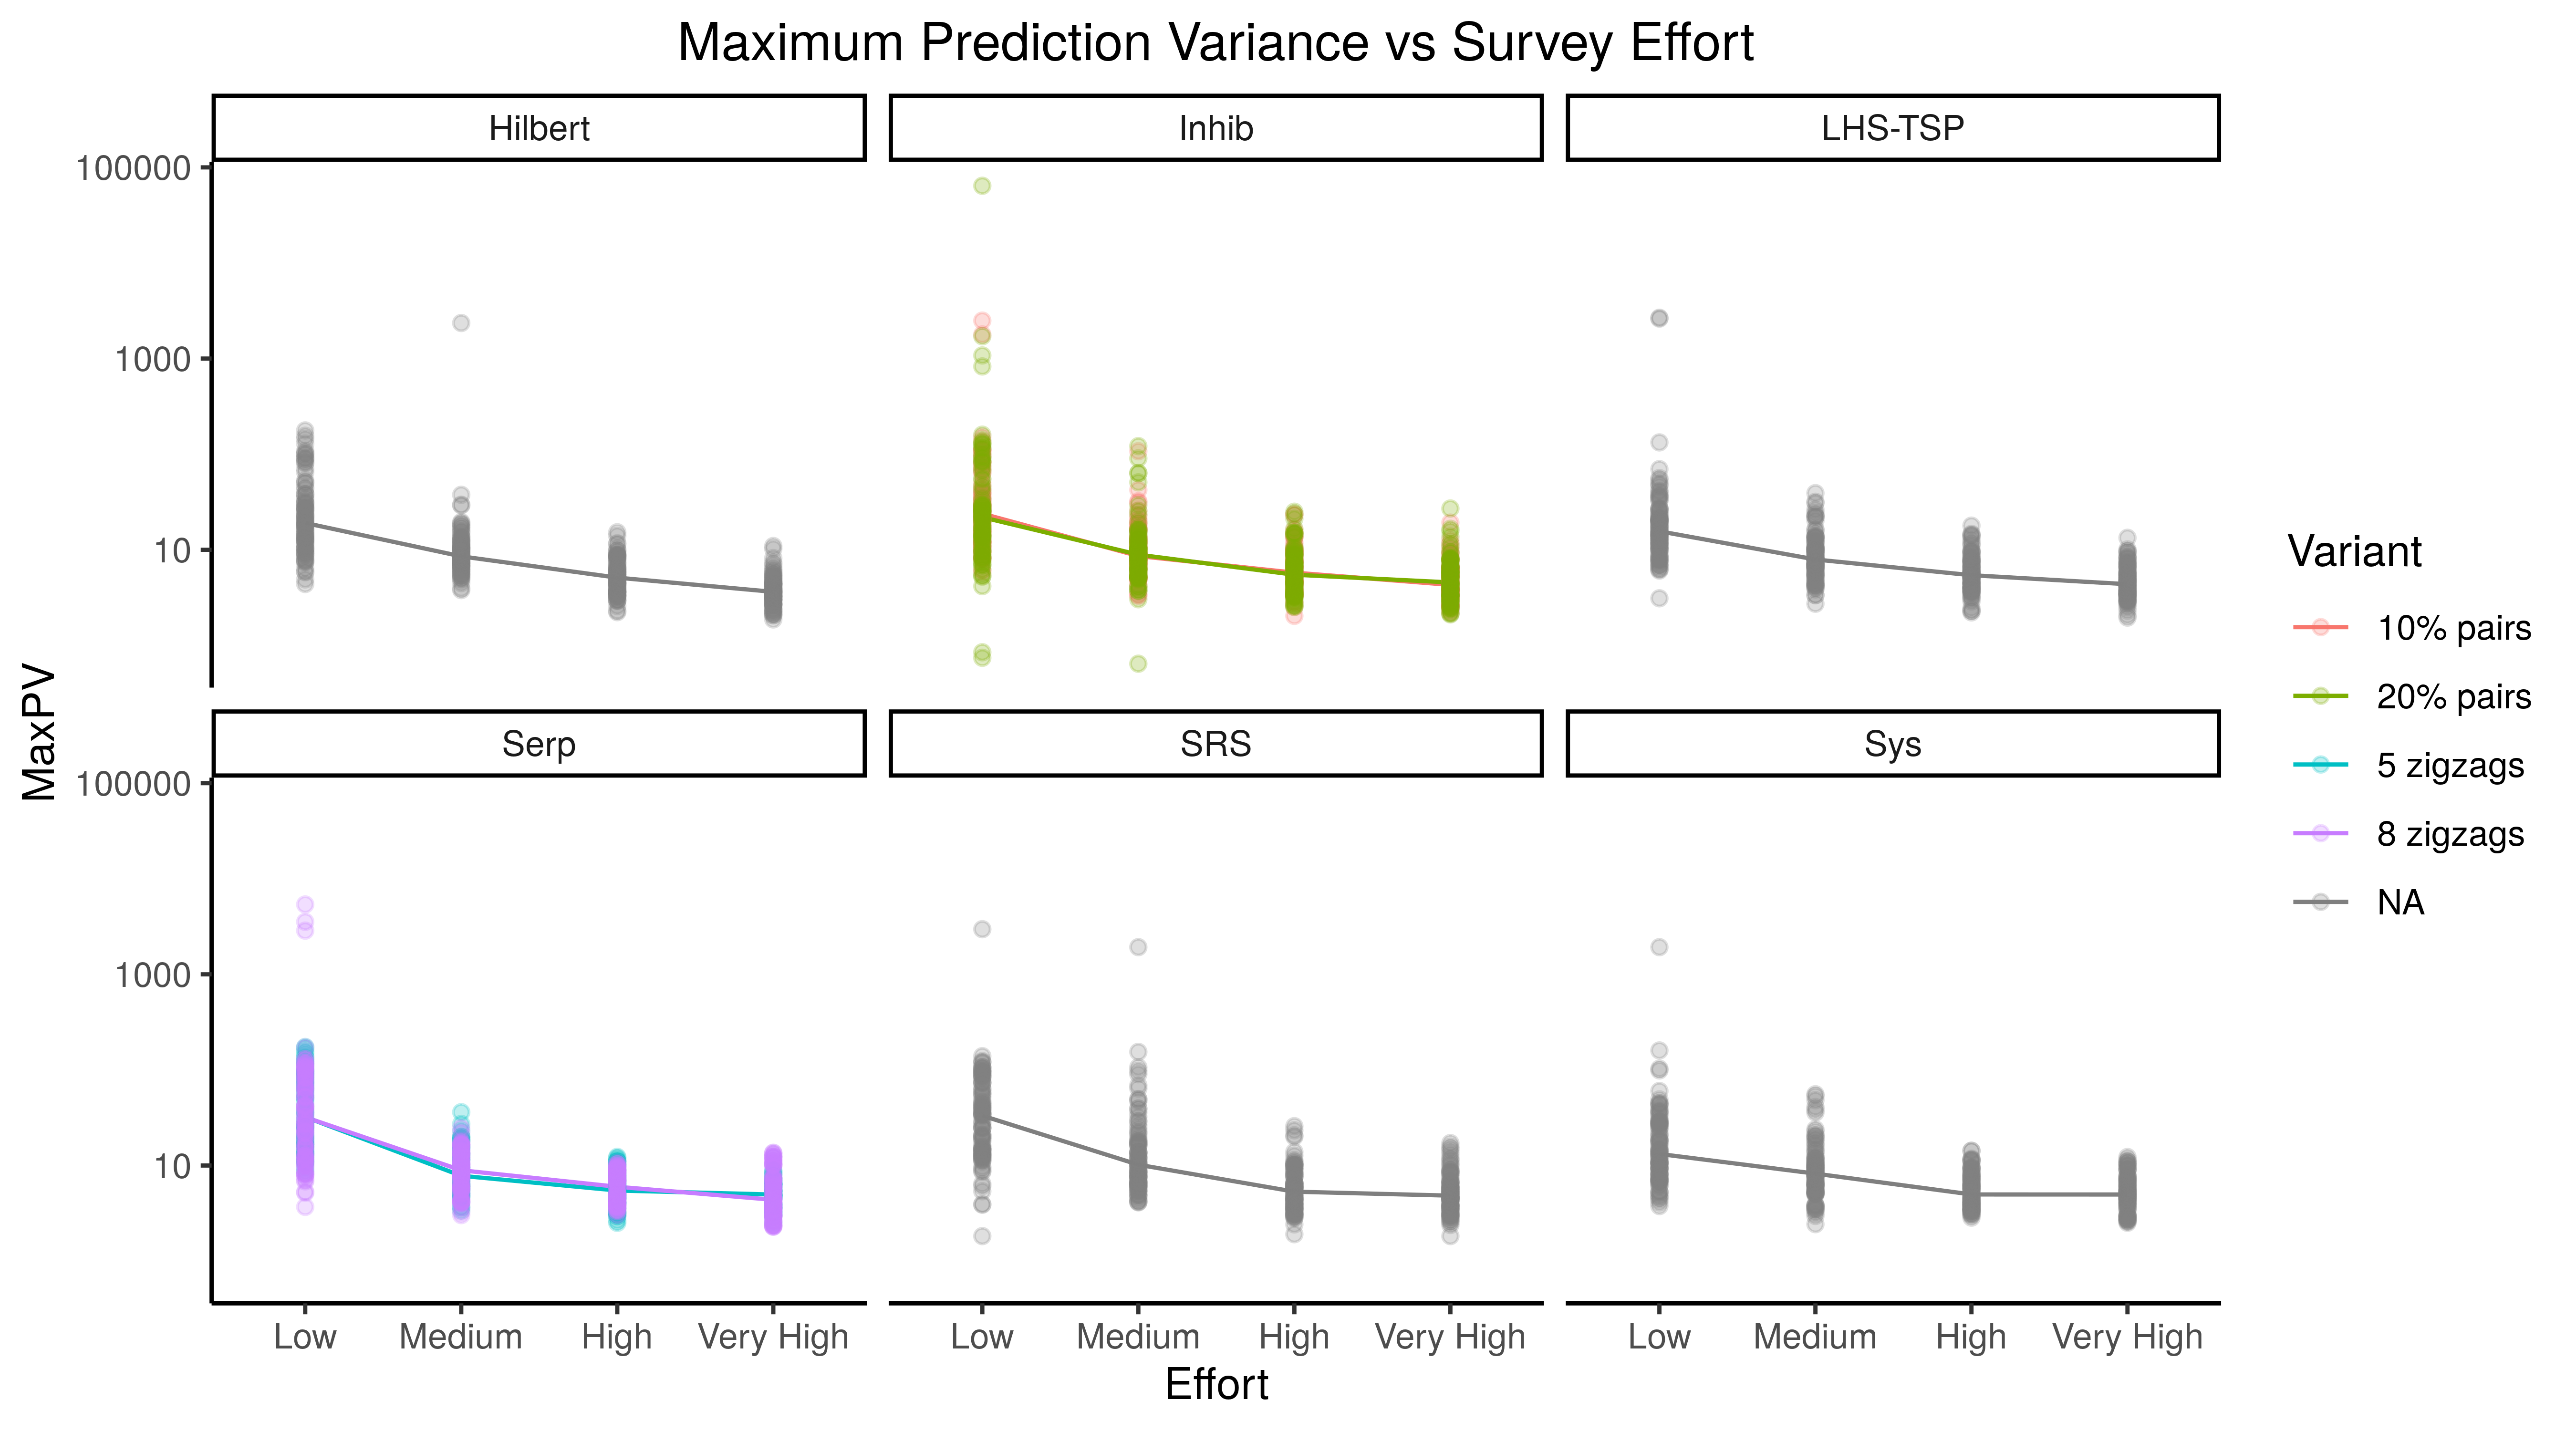 Maximum Prediction Variance vs Survey Effort
Hilbert
Inhib
LHS-TSP
100000
1000
10
Serp
SRS
Sys
100000
1000
10
MaxPV
Low Medium High Very High
Low Medium High Very High
Low Medium High Very High
Effort
Variant
10% pairs
20% pairs
5 zigzags
8 zigzags
NA